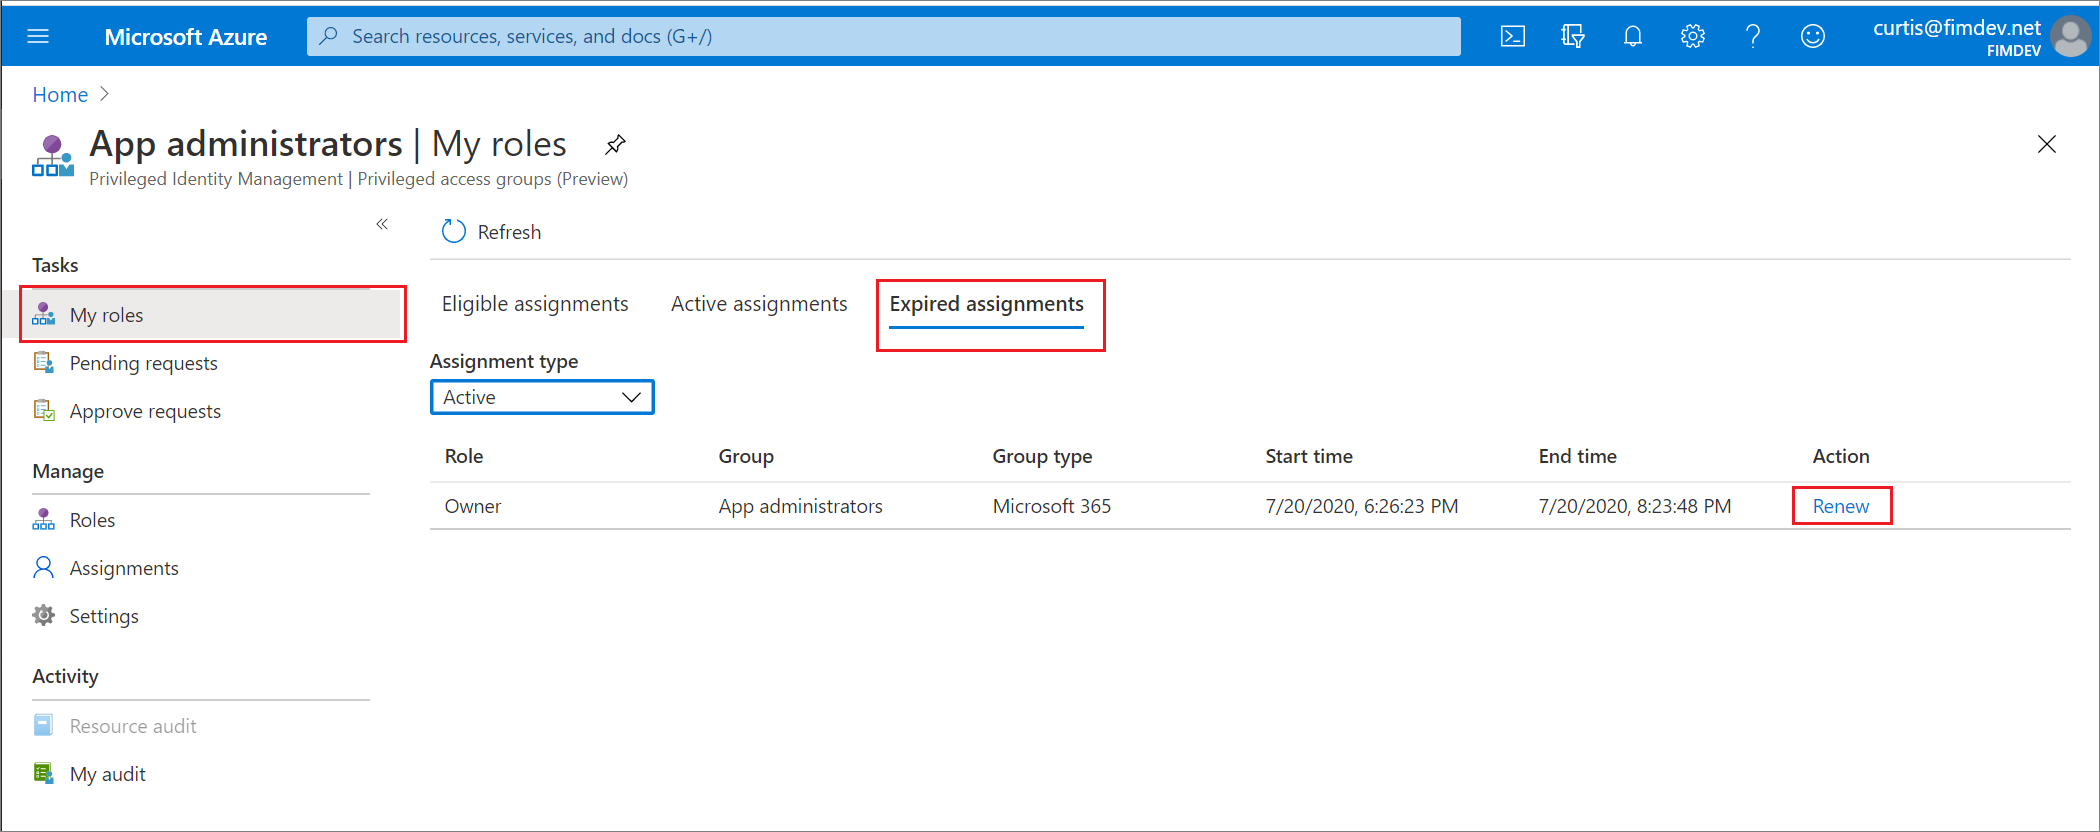 Microsoft Azure
Search resources, services, and docs (G+/)
curtis@fimdev.net
FIMDEV
Home
App administrators | My roles
Privileged Identity Management | Privileged access groups (Preview)
Refresh
Tasks
My roles
Pending requests
Approve requests
Manage
Roles
Assignments
Settings
Activity
Resource audit
My audit
Eligible assignments Active assignments Expired assignments
Assignment type
Active
Role Group Group type Start time End time Action
Owner App administrators Microsoft 365 7/20/2020, 6:26:23 PM 7/20/2020, 8:23:48 PM Renew